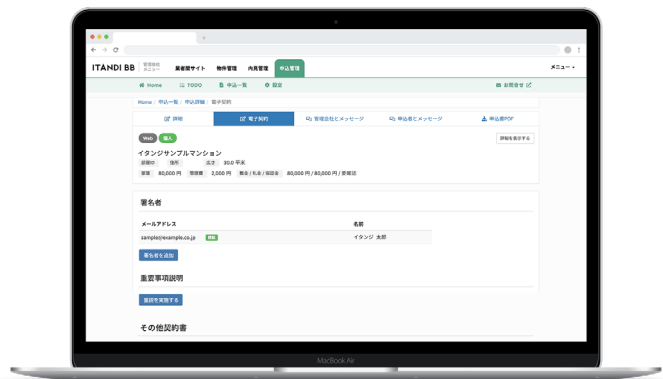 ITANDI BB 管理会社メニュー 業者間サイト 物件管理 内見管理 申込管理 メニュー
Home TODO 申込一覧 設定 お問合せ
Home / 申込一覧 / 申込詳細 / 電子契約
詳細 電子契約 管理会社とメッセージ 申込者とメッセージ 申込書PDF
Web 個人 詳細を表示する
イタンジサンプルマンション
部屋ID 住所 広さ 39.0 平米
家賃 80,000 円 管理費 2,000 円 敷金 / 礼金 / 保証金 80,000 円 / 80,000 円 / 要確認
署名者
メールアドレス 名前
sample@example.co.jp イタンジ 太郎
署名者を追加
重要事項説明
重説を実施する
その他契約書
MacBook Air